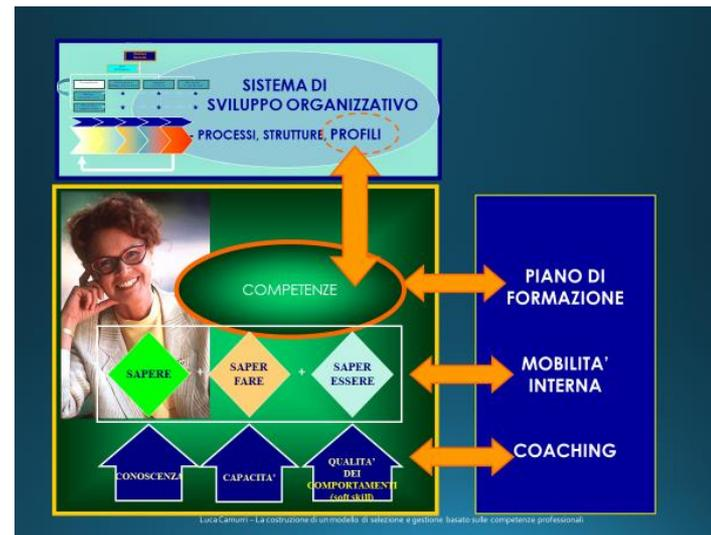 SISTEMA DI
SVILUPPO ORGANIZZATIVO
- PROCESSI, STRUTTURE, PROFILI
COMPETENZE
SAPERE + SAPER FARE + SAPER ESSERE
CONOSCENZA
CAPACITA'
QUALITA'
DEI
COMPORTAMENTI
(soft skill)
PIANO DI
FORMAZIONE
MOBILITA'
INTERNA
COACHING
Luca Camurri – La costruzione di un modello di selezione e gestione basato sulle competenze professionali